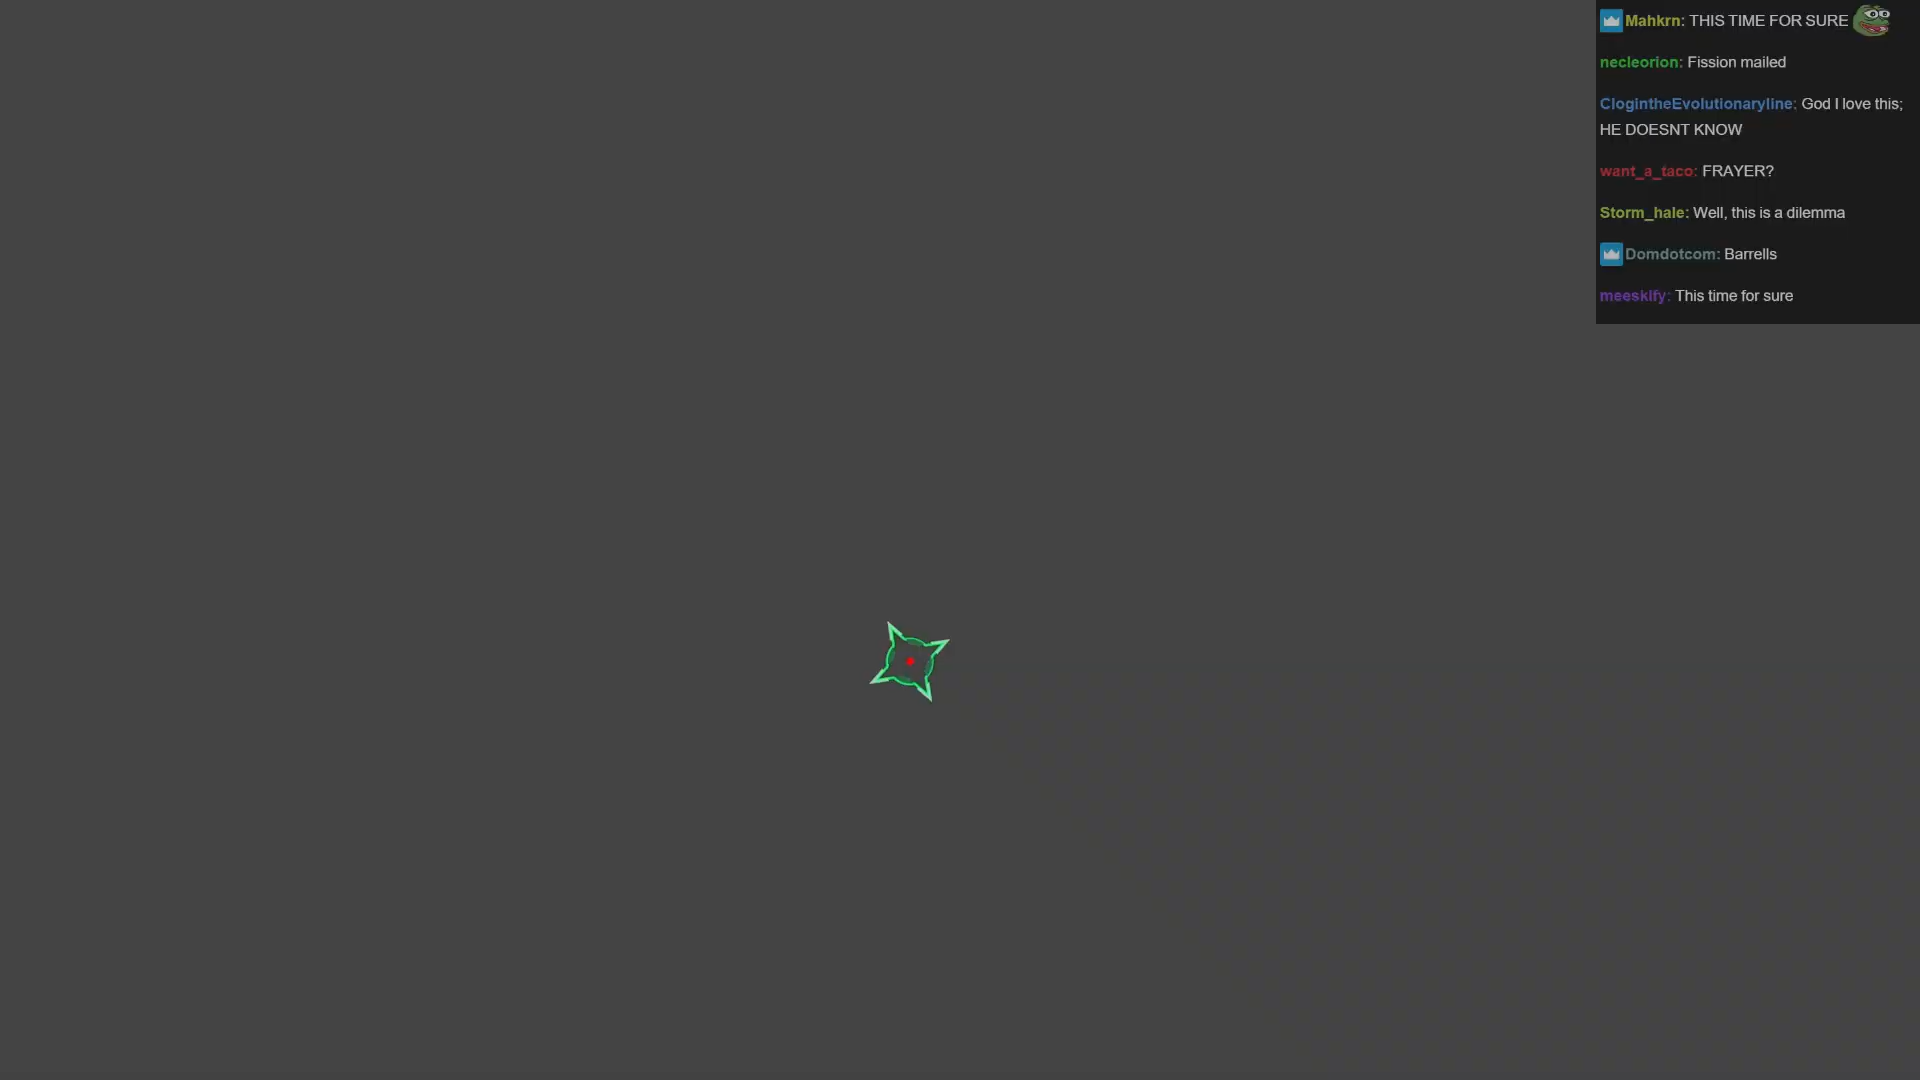 Mahkrn: THIS TIME FOR SURE
necleorion: Fission mailed
ClogintheEvolutionaryline: God I love this;
HE DOESNT KNOW
want_a_taco: FRAYER?
Storm_hale: Well, this is a dilemma
Domdotcom: Barrells
meeskify: This time for sure